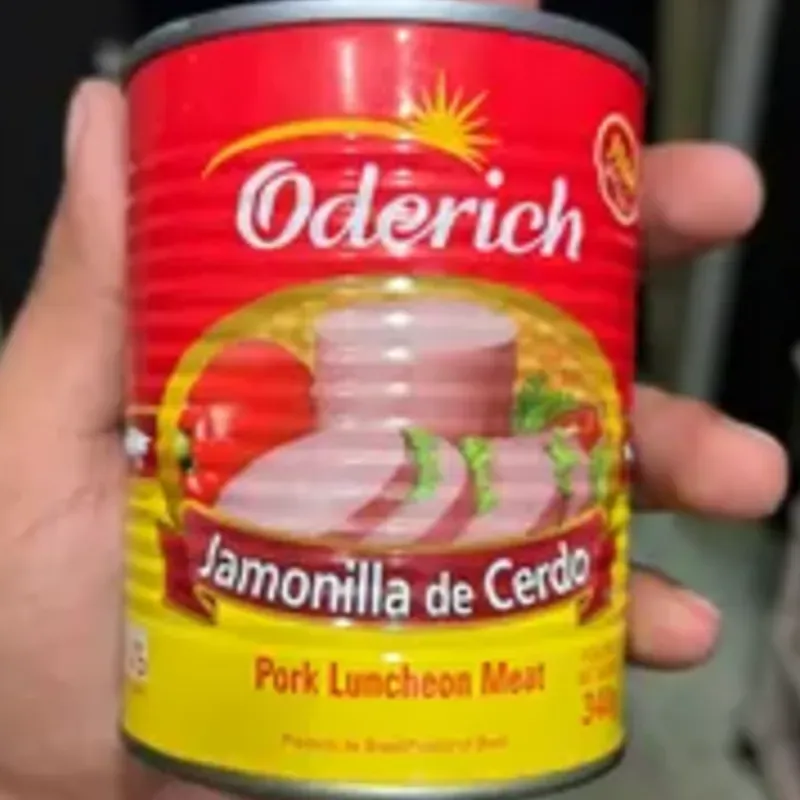 Oderich
Jamonilla de Cerdo
Pork Luncheon Meat
340g